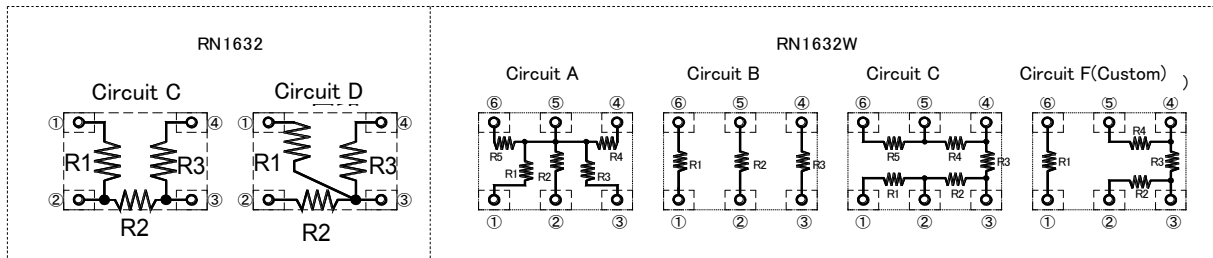 RN1632
RN1632W
Circuit C
Circuit D
Circuit A
Circuit B
Circuit C
Circuit F(Custom)
)
① ④ ① ④ ⑥ ⑤ ④ ⑥ ⑤ ④ ⑥ ⑤ ④ ⑥ ⑤ ④
R1 R3 R1 R3
R5 R4 R1 R2 R3
R1 R2 R3
R5 R4 R3 R1 R2
R1 R4 R3 R2
② ③ ② ③
R2 R2
① ② ③ ① ② ③ ① ② ③ ① ② ③